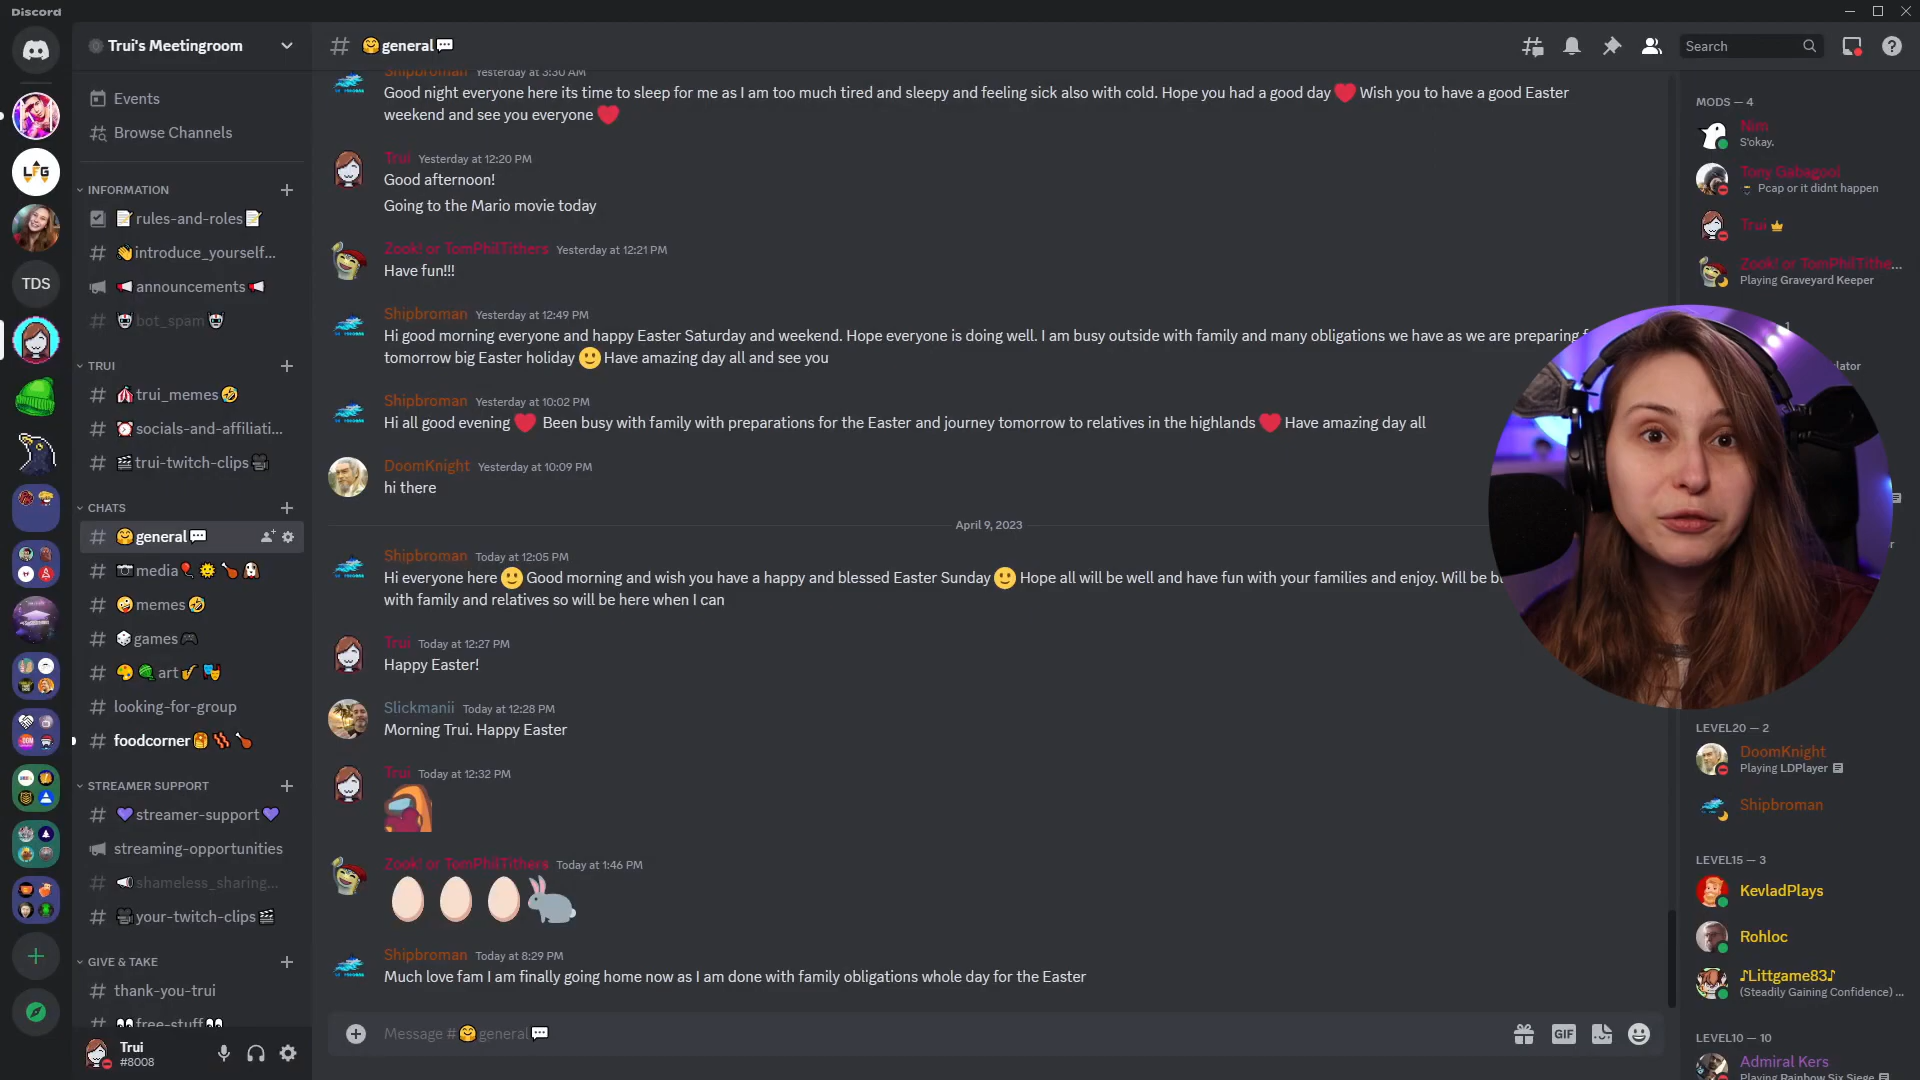 Discord
Trui's Meetingroom
general
Search
Events
Browse Channels
INFORMATION
rules-and-roles
introduce_yourself...
announcements
bot_spam
TRUI
trui_memes
socials-and-affiliati...
trui-twitch-clips
CHATS
general
media
memes
games
art
looking-for-group
foodcorner
STREAMER SUPPORT
streamer-support
streaming-opportunities
shameless_sharing...
your-twitch-clips
GIVE & TAKE
thank-you-trui
free-stuff
Trui
#8008
LFG
TDS
Shipbroman Yesterday at 3:30 AM
Good night everyone here its time to sleep for me as I am too much tired and sleepy and feeling sick also with cold. Hope you had a good day ❤️ Wish you to have a good Easter
weekend and see you everyone ❤️
Trui Yesterday at 12:20 PM
Good afternoon!
Going to the Mario movie today
Zook! or TomPhilTithers Yesterday at 12:21 PM
Have fun!!!
Shipbroman Yesterday at 12:49 PM
Hi good morning everyone and happy Easter Saturday and weekend. Hope everyone is doing well. I am busy outside with family and many obligations we have as we are preparing
tomorrow big Easter holiday 🙂 Have amazing day all and see you
Shipbroman Yesterday at 10:02 PM
Hi all good evening ❤️ Been busy with family with preparations for the Easter and journey tomorrow to relatives in the highlands ❤️ Have amazing day all
DoomKnight Yesterday at 10:09 PM
hi there
April 9, 2023
Shipbroman Today at 12:05 PM
Hi everyone here 🙂 Good morning and wish you have a happy and blessed Easter Sunday 🙂 Hope all will be well and have fun with your families and enjoy. Will be
with family and relatives so will be here when I can
Trui Today at 12:27 PM
Happy Easter!
Slickmanii Today at 12:28 PM
Morning Trui. Happy Easter
Trui Today at 12:32 PM
Zook! or TomPhilTithers Today at 1:46 PM
Shipbroman Today at 8:29 PM
Much love fam I am finally going home now as I am done with family obligations whole day for the Easter
Message # general
GIF
MODS — 4
Nim
S'okay.
Tony Gabagool
Pcap or it didnt happen
Trui
Zook! or TomPhilTithe...
Playing Graveyard Keeper
LEVEL20 — 2
DoomKnight
Playing LDPlayer
Shipbroman
LEVEL15 — 3
KevladPlays
Rohloc
♪Littgame83♪
(Steadily Gaining Confidence) ...
LEVEL10 — 10
Admiral Kers
Playing Rainbow Six Siege